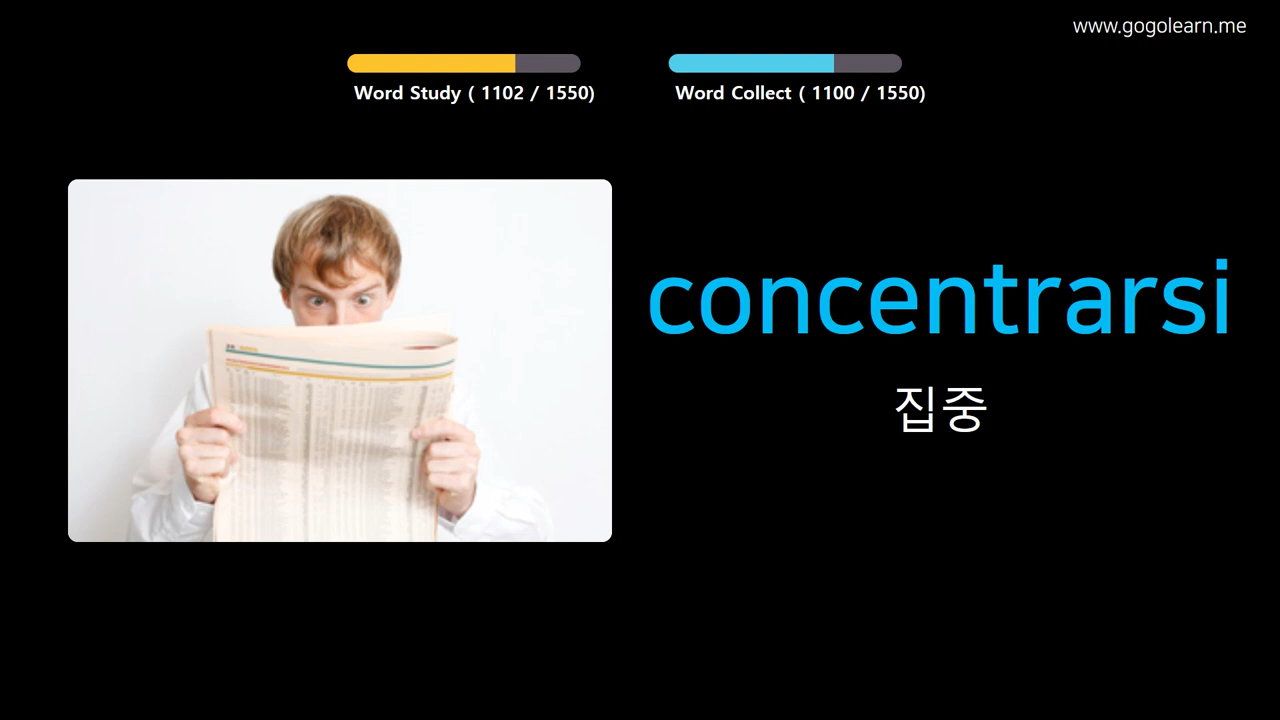 www.gogolearn.me
Word Study ( 1102 / 1550)
Word Collect ( 1100 / 1550)
concentrarsi
집중